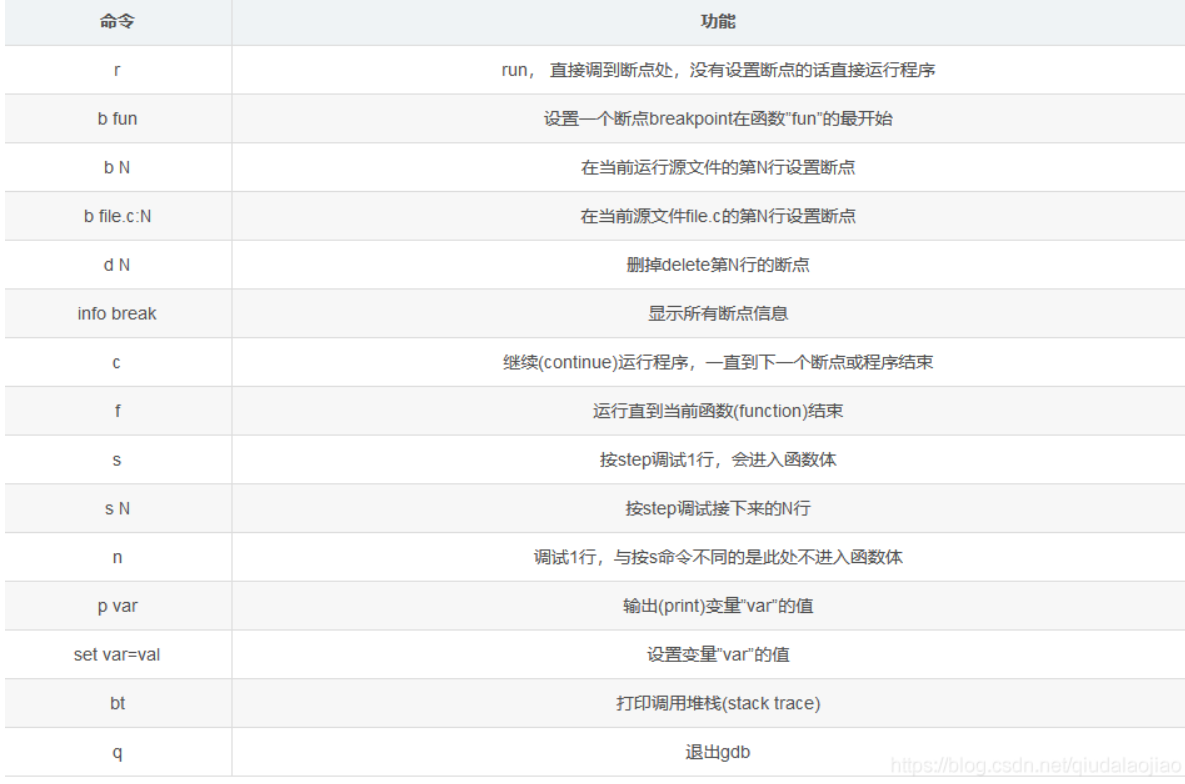 命令 功能
r run， 直接调到断点处，没有设置断点的话直接运行程序
b fun 设置一个断点breakpoint在函数"fun"的最开始
b N 在当前运行源文件的第N行设置断点
b file.c:N 在当前源文件file.c的第N行设置断点
d N 删掉delete第N行的断点
info break 显示所有断点信息
c 继续(continue)运行程序，一直到下一个断点或程序结束
f 运行直到当前函数(function)结束
s 按step调试1行，会进入函数体
s N 按step调试接下来的N行
n 调试1行，与按s命令不同的是此处不进入函数体
p var 输出(print)变量"var"的值
set var=val 设置变量"var"的值
bt 打印调用堆栈(stack trace)
q 退出gdb
https://blog.csdn.net/qiudalaojiao